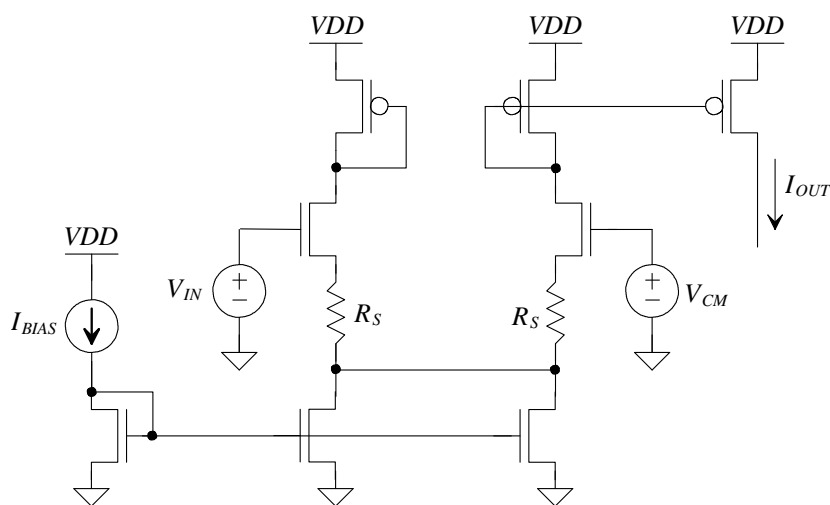 VDD
VDD
VDD
I_OUT
VDD
V_IN
V_CM
I_BIAS
R_S
R_S